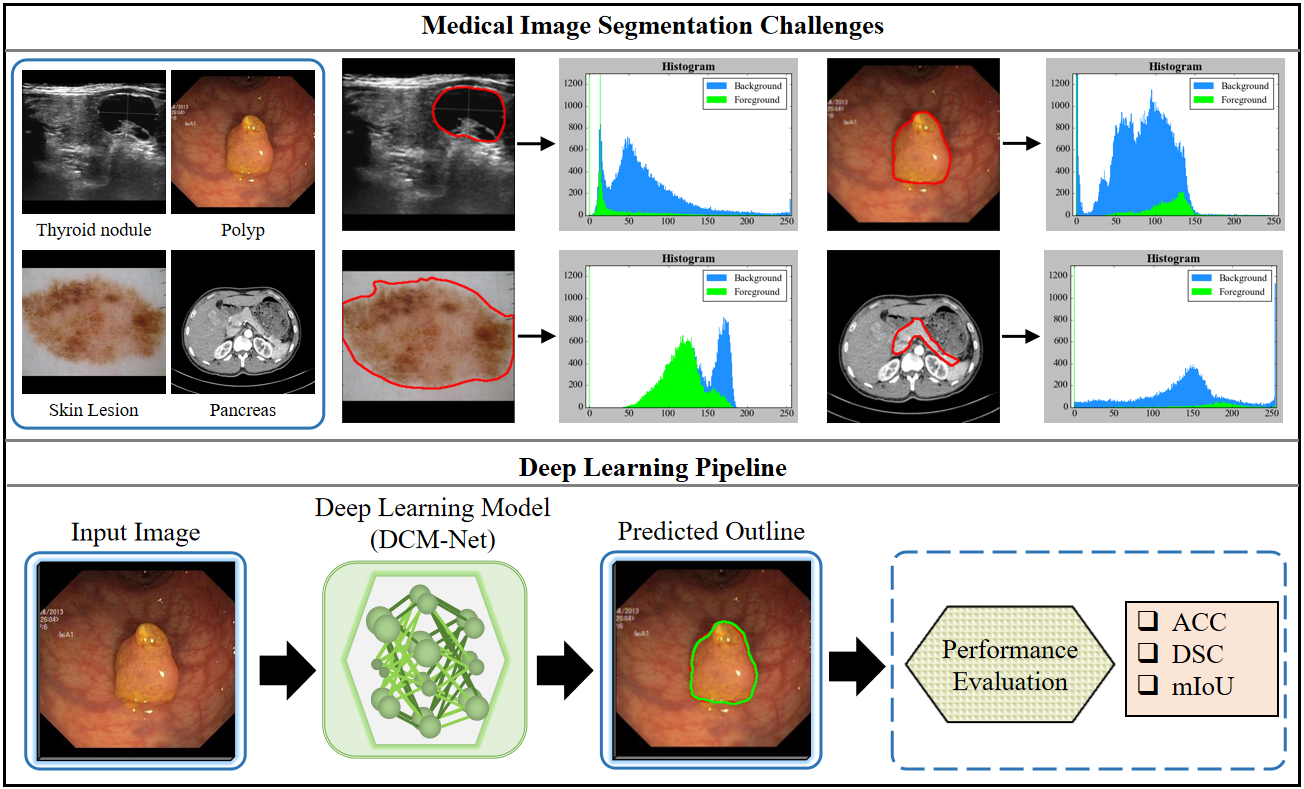 Medical Image Segmentation Challenges
Thyroid nodule
Polyp
Skin Lesion
Pancreas
Histogram
Background
Foreground
1200
1000
800
600
400
200
0
0 50 100 150 200 250
Histogram
Background
Foreground
1200
1000
800
600
400
200
0
0 50 100 150 200 250
Histogram
Background
Foreground
1200
1000
800
600
400
200
0
0 50 100 150 200 250
Histogram
Background
Foreground
1200
1000
800
600
400
200
0
0 50 100 150 200 250
Deep Learning Pipeline
Input Image
Deep Learning Model
(DCM-Net)
Predicted Outline
Performance
Evaluation
ACC
DSC
mIoU